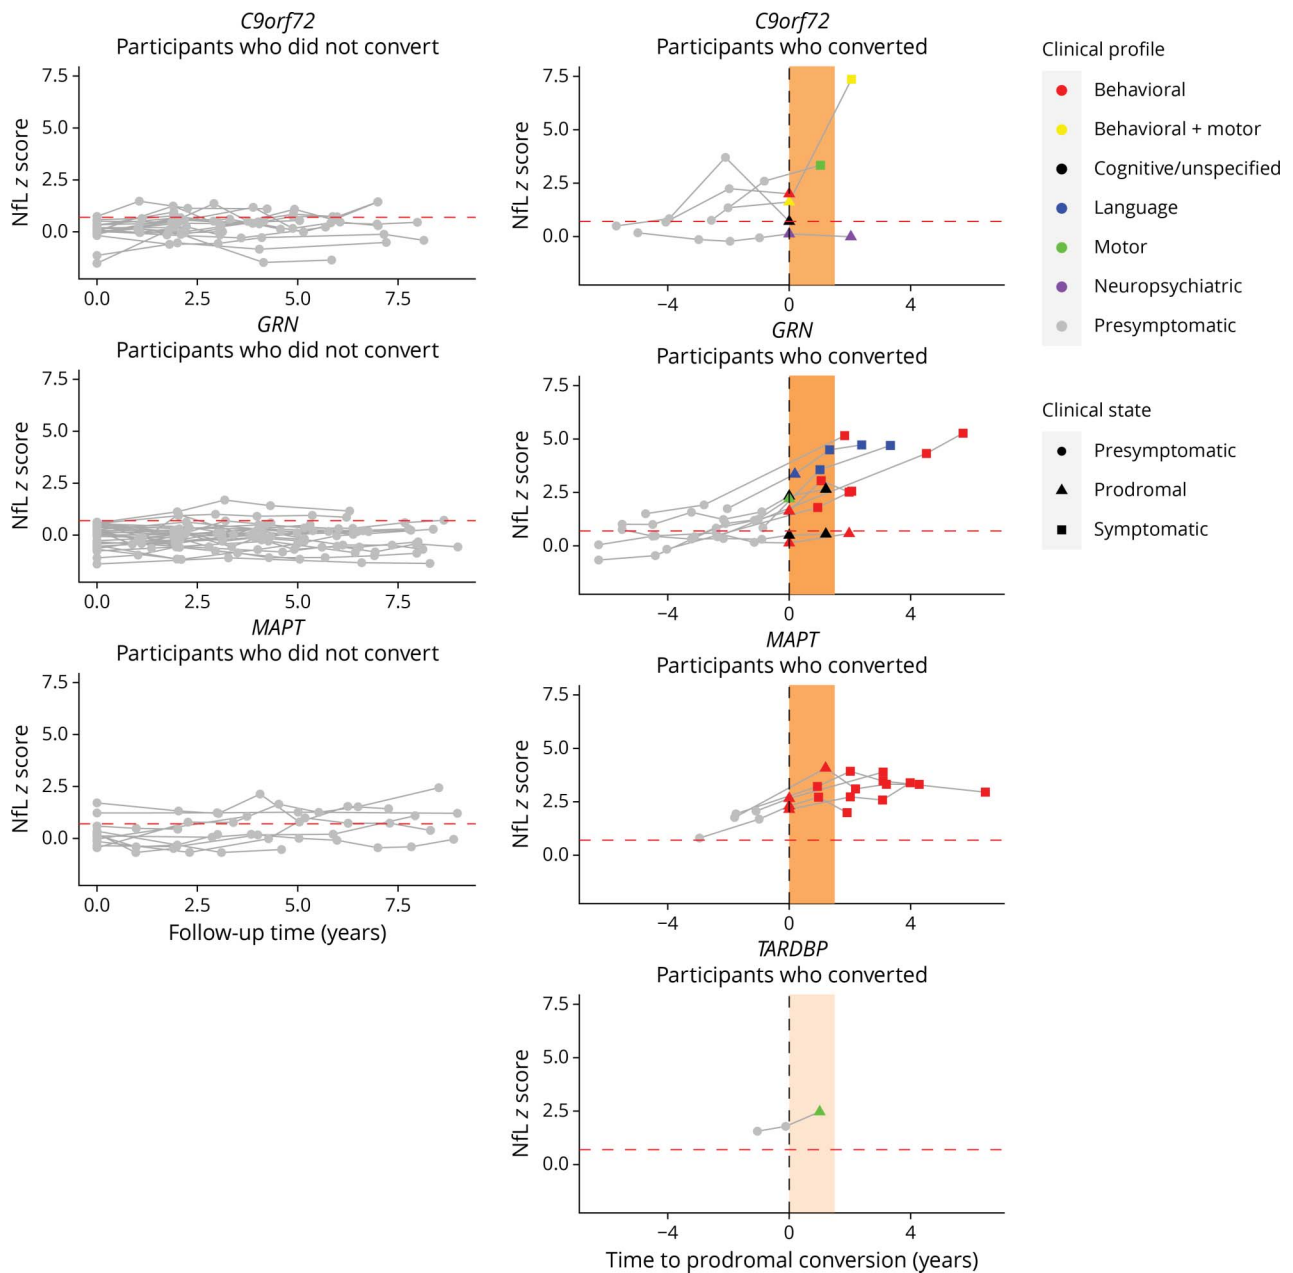 C9orf72
Participants who did not convert
7.5
5.0
2.5
0.0
NfL z score
0.0 2.5 5.0 7.5
GRN
Participants who did not convert
7.5
5.0
2.5
0.0
NfL z score
0.0 2.5 5.0 7.5
MAPT
Participants who did not convert
7.5
5.0
2.5
0.0
NfL z score
0.0 2.5 5.0 7.5
Follow-up time (years)
C9orf72
Participants who converted
7.5
5.0
2.5
0.0
NfL z score
−4 0 4
GRN
Participants who converted
7.5
5.0
2.5
0.0
NfL z score
−4 0 4
MAPT
Participants who converted
7.5
5.0
2.5
0.0
NfL z score
−4 0 4
TARDBP
Participants who converted
7.5
5.0
2.5
0.0
NfL z score
−4 0 4
Time to prodromal conversion (years)
Clinical profile
Behavioral
Behavioral + motor
Cognitive/unspecified
Language
Motor
Neuropsychiatric
Presymptomatic
Clinical state
Presymptomatic
Prodromal
Symptomatic